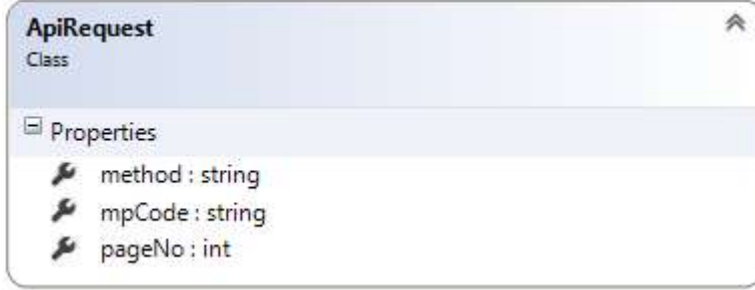 ApiRequest
Class
Properties
method : string
mpCode : string
pageNo : int